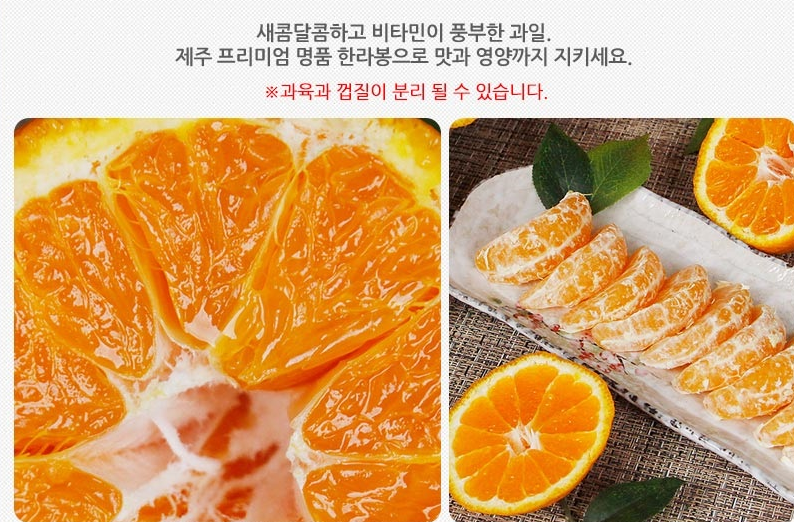 새콤달콤하고 비타민이 풍부한 과일.
제주 프리미엄 명품 한라봉으로 맛과 영양까지 지키세요.
※과육과 껍질이 분리 될 수 있습니다.